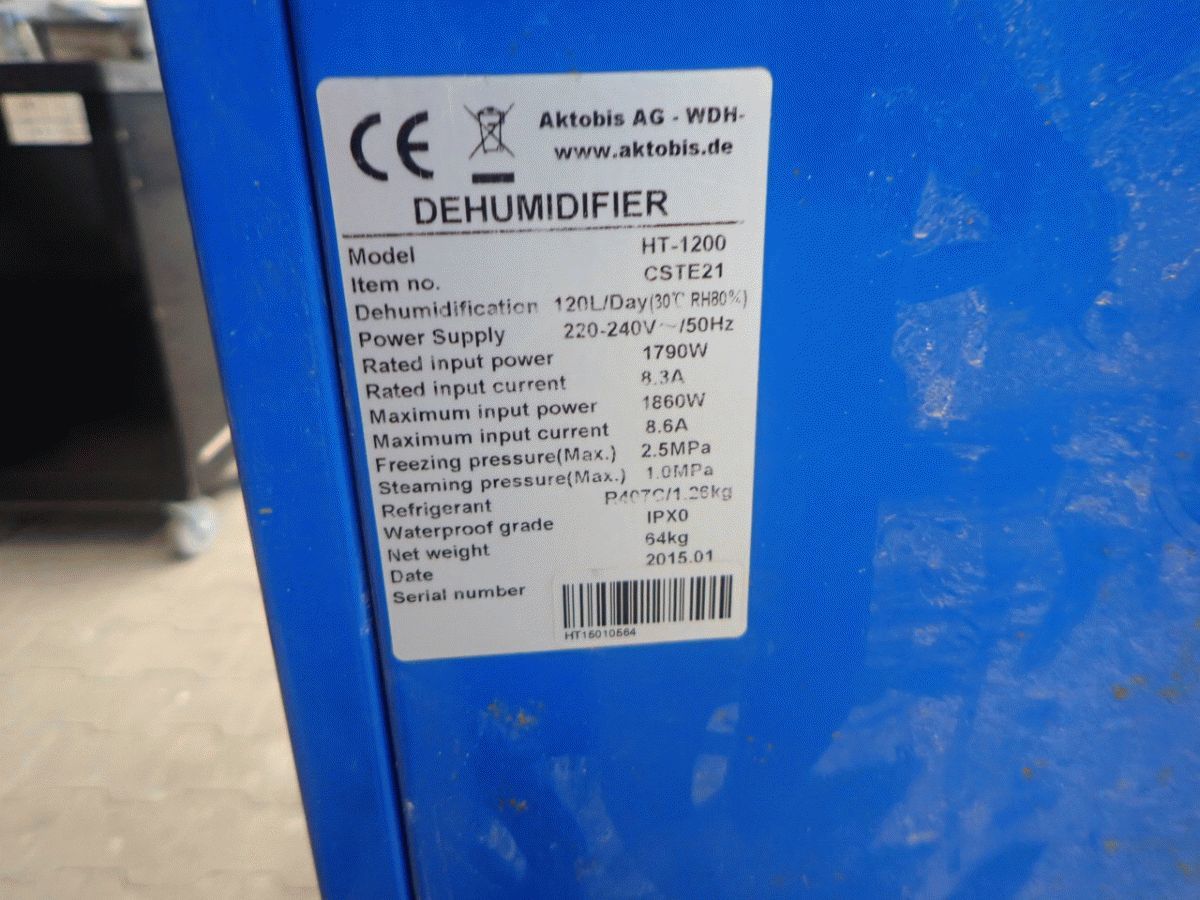 CE
Aktobis AG - WDH-
www.aktobis.de
DEHUMIDIFIER
Model HT-1200
Item no. CSTE21
Dehumidification 120L/Day(30℃ RH80%)
Power Supply 220-240V~/50Hz
Rated input power 1790W
Rated input current 8.3A
Maximum input power 1860W
Maximum input current 8.6A
Freezing pressure(Max.) 2.5MPa
Steaming pressure(Max.) 1.0MPa
Refrigerant R407C/1.26kg
Waterproof grade IPX0
Net weight 64kg
Date 2015.01
Serial number
HT15010564